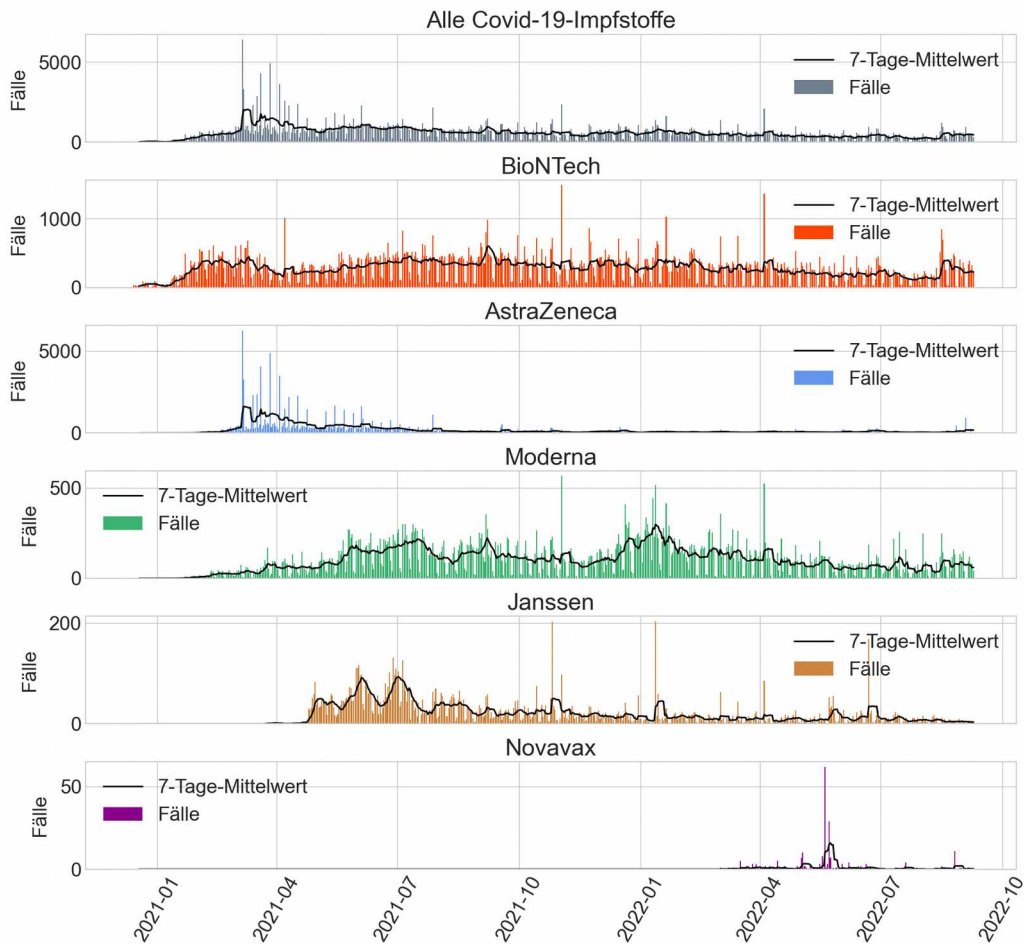 Alle Covid-19-Impfstoffe
Fälle
5000
0
7-Tage-Mittelwert
Fälle
BioNTech
Fälle
1000
0
7-Tage-Mittelwert
Fälle
AstraZeneca
Fälle
5000
0
7-Tage-Mittelwert
Fälle
Moderna
Fälle
500
0
7-Tage-Mittelwert
Fälle
Janssen
Fälle
200
100
0
7-Tage-Mittelwert
Fälle
Novavax
Fälle
50
0
7-Tage-Mittelwert
Fälle
2021-01
2021-04
2021-07
2021-10
2022-01
2022-04
2022-07
2022-10